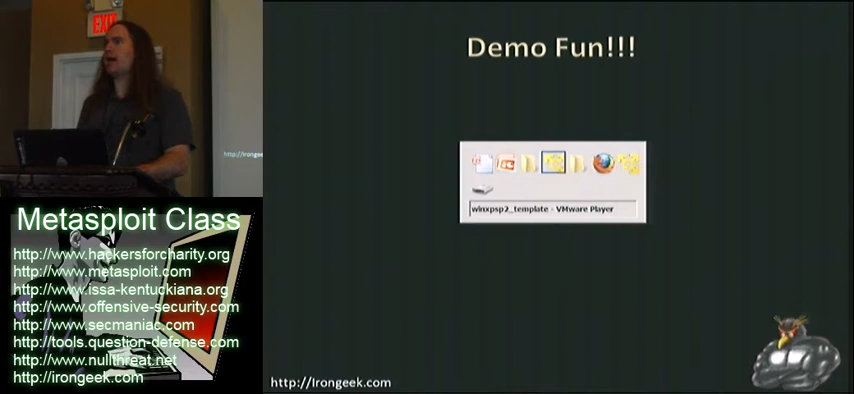 EXIT
http://Irongeek
Metasploit Class
http://www.hackersforcharity.org
http://www.metasploit.com
http://www.issa-kentuckiana.org
http://www.offensive-security.com
http://www.secmaniac.com
http://tools.question-defense.com
http://www.nullthreat.net
http://irongeek.com
Demo Fun!!!
winxpsp2_template - VMware Player
http://Irongeek.com